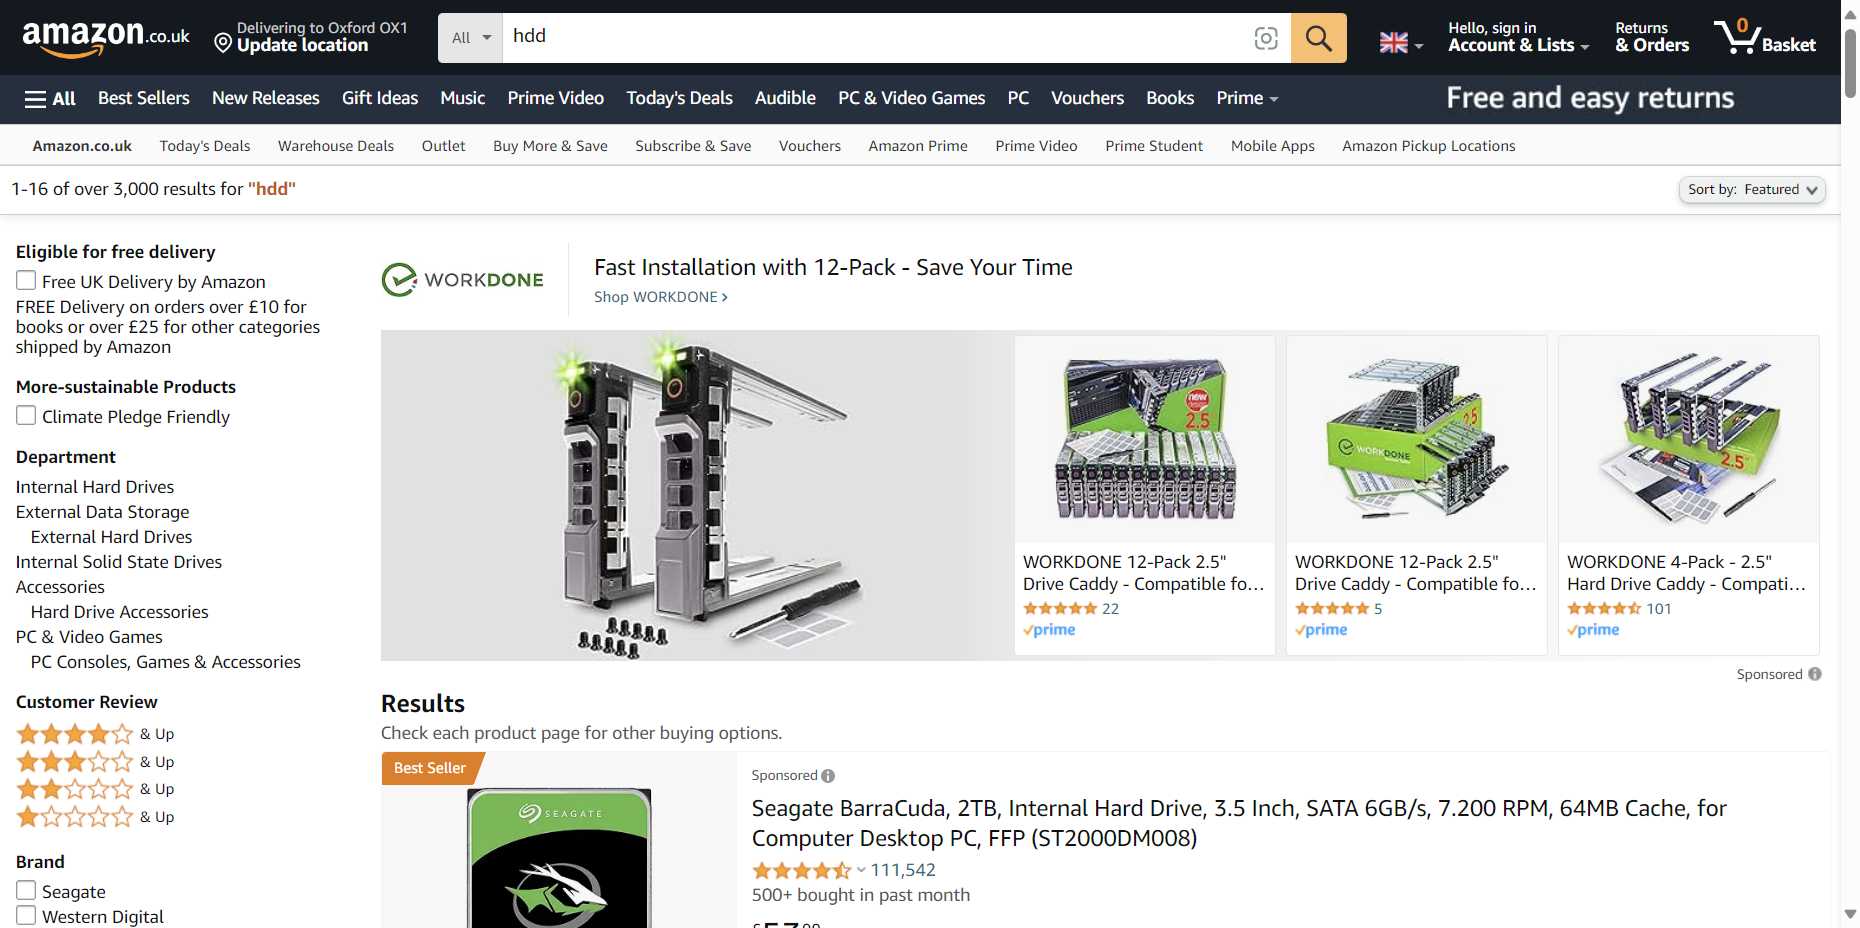 amazon.co.uk
Delivering to Oxford OX1
Update location
All
hdd
Hello, sign in
Account & Lists
Returns
& Orders
0
Basket
All
Best Sellers
New Releases
Gift Ideas
Music
Prime Video
Today's Deals
Audible
PC & Video Games
PC
Vouchers
Books
Prime
Free and easy returns
Amazon.co.uk
Today's Deals
Warehouse Deals
Outlet
Buy More & Save
Subscribe & Save
Vouchers
Amazon Prime
Prime Video
Prime Student
Mobile Apps
Amazon Pickup Locations
1-16 of over 3,000 results for "hdd"
Sort by: Featured
Eligible for free delivery
Free UK Delivery by Amazon
FREE Delivery on orders over £10 for
books or over £25 for other categories
shipped by Amazon
More-sustainable Products
Climate Pledge Friendly
Department
Internal Hard Drives
External Data Storage
External Hard Drives
Internal Solid State Drives
Accessories
Hard Drive Accessories
PC & Video Games
PC Consoles, Games & Accessories
Customer Review
& Up
& Up
& Up
& Up
Brand
Seagate
Western Digital
WORKDONE
Fast Installation with 12-Pack - Save Your Time
Shop WORKDONE ›
new
2.5
WORKDONE 12-Pack 2.5"
Drive Caddy - Compatible fo...
22
prime
WORKDONE
2.5
WORKDONE 12-Pack 2.5"
Drive Caddy - Compatible fo...
5
prime
2.5"
WORKDONE 4-Pack - 2.5"
Hard Drive Caddy - Compati...
101
prime
Sponsored
Results
Check each product page for other buying options.
Best Seller
SEAGATE
Sponsored
Seagate BarraCuda, 2TB, Internal Hard Drive, 3.5 Inch, SATA 6GB/s, 7.200 RPM, 64MB Cache, for
Computer Desktop PC, FFP (ST2000DM008)
111,542
500+ bought in past month